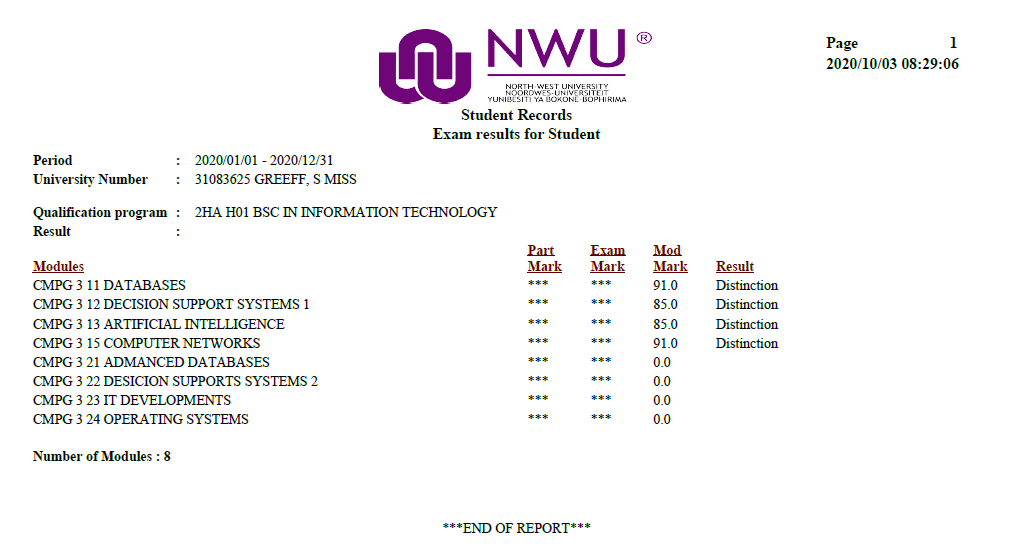 NWU ®
NORTH-WEST UNIVERSITY
NOORDWES-UNIVERSITEIT
YUNIBESITI YA BOKONE-BOPHIRIMA
Page 1
2020/10/03 08:29:06
Student Records
Exam results for Student
Period : 2020/01/01 - 2020/12/31
University Number : 31083625 GREEFF, S MISS
Qualification program : 2HA H01 BSC IN INFORMATION TECHNOLOGY
Result :
Part Exam Mod
Modules Mark Mark Mark Result
CMPG 3 11 DATABASES *** *** 91.0 Distinction
CMPG 3 12 DECISION SUPPORT SYSTEMS 1 *** *** 85.0 Distinction
CMPG 3 13 ARTIFICIAL INTELLIGENCE *** *** 85.0 Distinction
CMPG 3 15 COMPUTER NETWORKS *** *** 91.0 Distinction
CMPG 3 21 ADMANCED DATABASES *** *** 0.0
CMPG 3 22 DESICION SUPPORTS SYSTEMS 2 *** *** 0.0
CMPG 3 23 IT DEVELOPMENTS *** *** 0.0
CMPG 3 24 OPERATING SYSTEMS *** *** 0.0
Number of Modules : 8
***END OF REPORT***